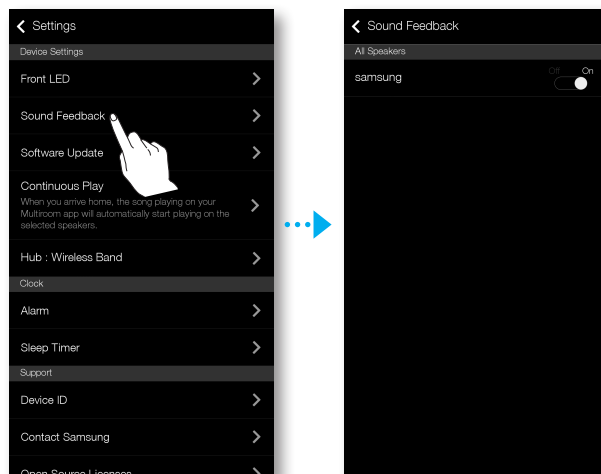 Settings
Device Settings
Front LED
Sound Feedback
Software Update
Continuous Play
When you arrive home, the song playing on your
Multiroom app will automatically start playing on the
selected speakers.
Hub : Wireless Band
Clock
Alarm
Sleep Timer
Support
Device ID
Contact Samsung
Open Source Licenses
Sound Feedback
All Speakers
samsung
Off On